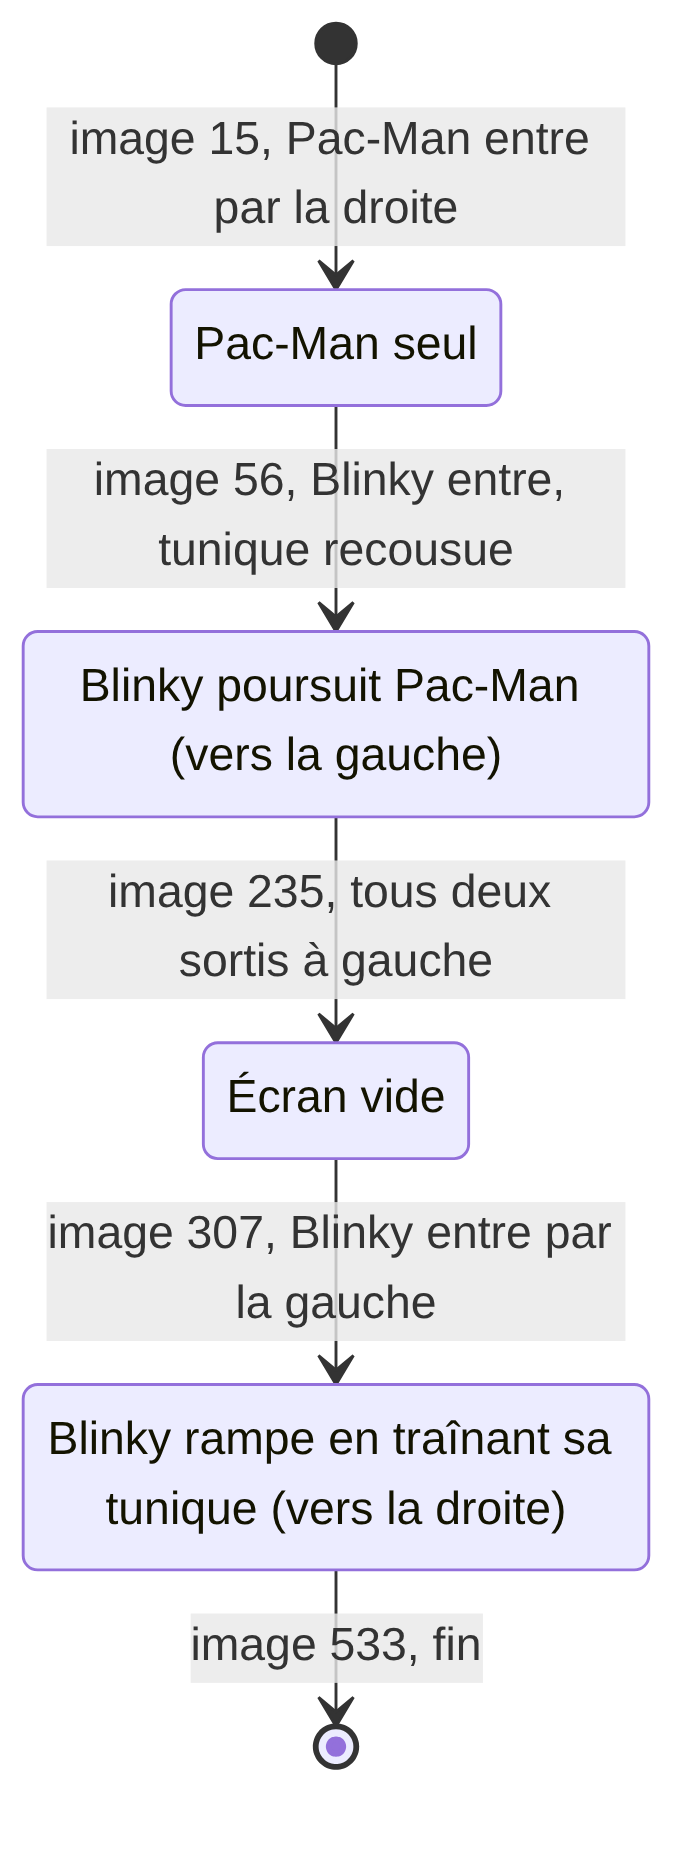 image 15, Pac-Man entre
par la droite
Pac-Man seul
image 56, Blinky entre,
tunique recousue
Blinky poursuit Pac-Man
(vers la gauche)
image 235, tous deux
sortis à gauche
Écran vide
image 307, Blinky entre par
la gauche
Blinky rampe en traînant sa
tunique (vers la droite)
image 533, fin